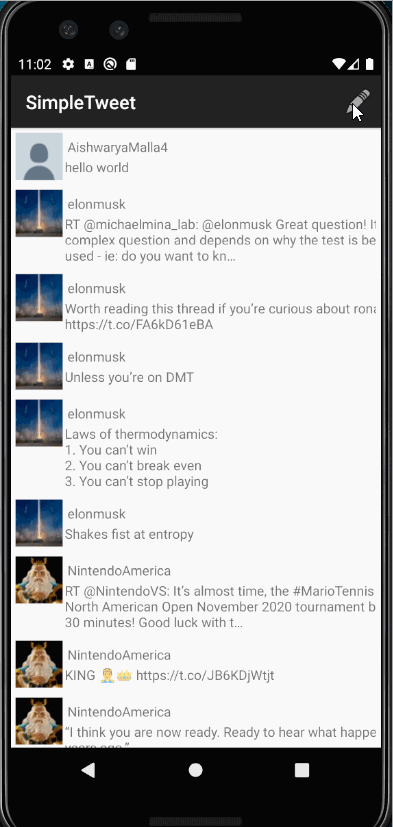 11:02
SimpleTweet
AishwaryaMalla4
hello world
elonmusk
RT @michaelmina_lab: @elonmusk Great question! It
complex question and depends on why the test is be
used - ie: do you want to kn…
elonmusk
Worth reading this thread if you're curious about rona
https://t.co/FA6kD61eBA
elonmusk
Unless you're on DMT
elonmusk
Laws of thermodynamics:
1. You can't win
2. You can't break even
3. You can't stop playing
elonmusk
Shakes fist at entropy
NintendoAmerica
RT @NintendoVS: It's almost time, the #MarioTennis
North American Open November 2020 tournament b
30 minutes! Good luck with t…
NintendoAmerica
KING 🤴👑 https://t.co/JB6KDjWtjt
NintendoAmerica
“I think you are now ready. Ready to hear what happe
years ago.”